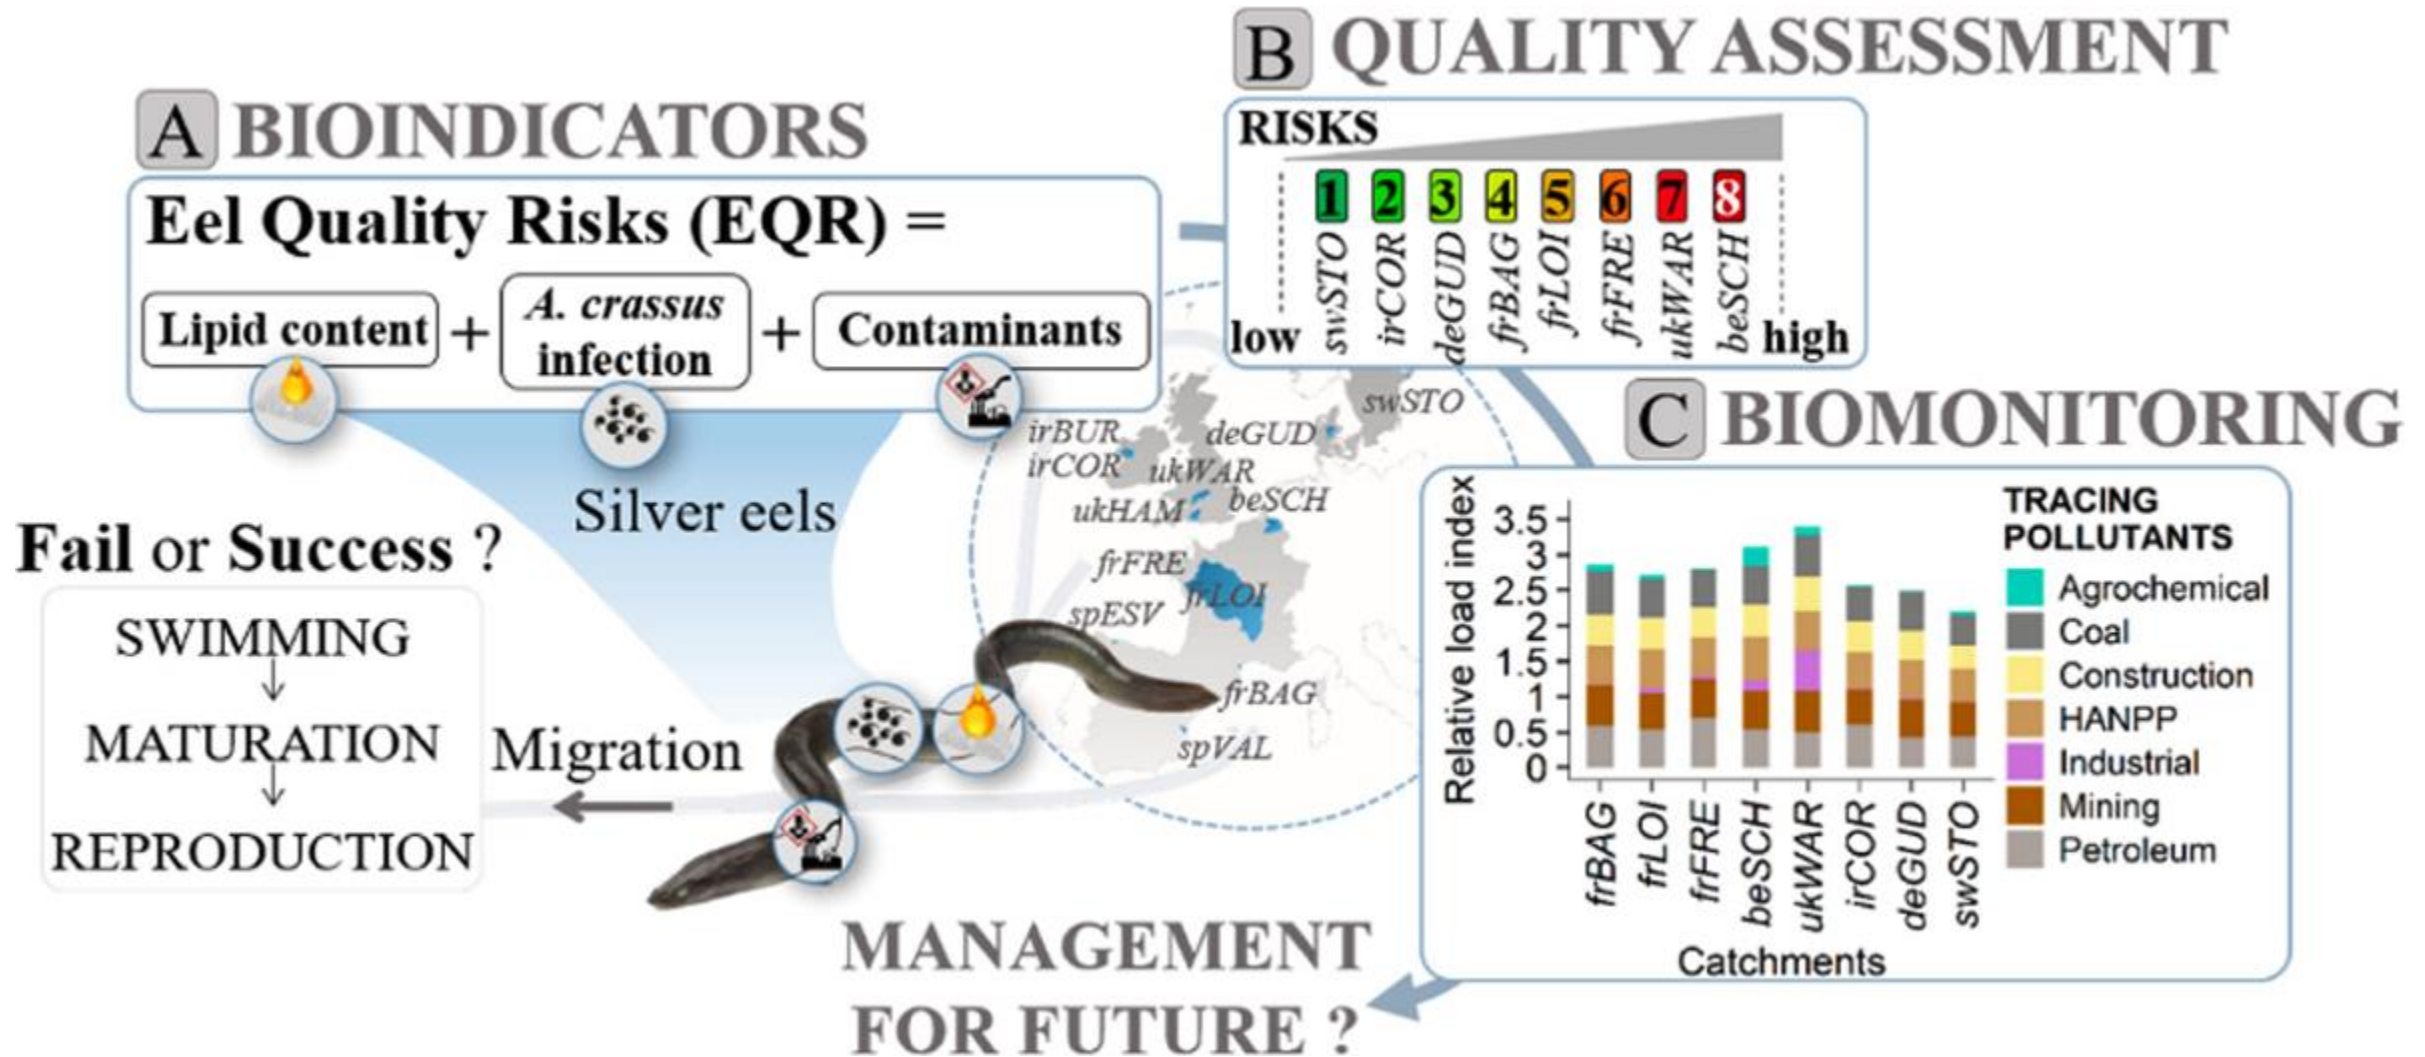 A BIOINDICATORS
Eel Quality Risks (EQR) =
Lipid content + A. crassus infection + Contaminants
Silver eels
Fail or Success ?
SWIMMING
MATURATION
REPRODUCTION
Migration
B QUALITY ASSESSMENT
RISKS
1 2 3 4 5 6 7 8
low swSTO irCOR deGUD frBAG frLOI frFRE ukWAR beSCH high
swSTO
irBUR
deGUD
irCOR
ukWAR
ukHAM
beSCH
frFRE
frLOI
spESV
frBAG
spVAL
C BIOMONITORING
Relative load index
3.5
3
2.5
2
1.5
1
0.5
0
frBAG frLOI frFRE beSCH ukWAR irCOR deGUD swSTO
Catchments
TRACING
POLLUTANTS
Agrochemical
Coal
Construction
HANPP
Industrial
Mining
Petroleum
MANAGEMENT
FOR FUTURE ?